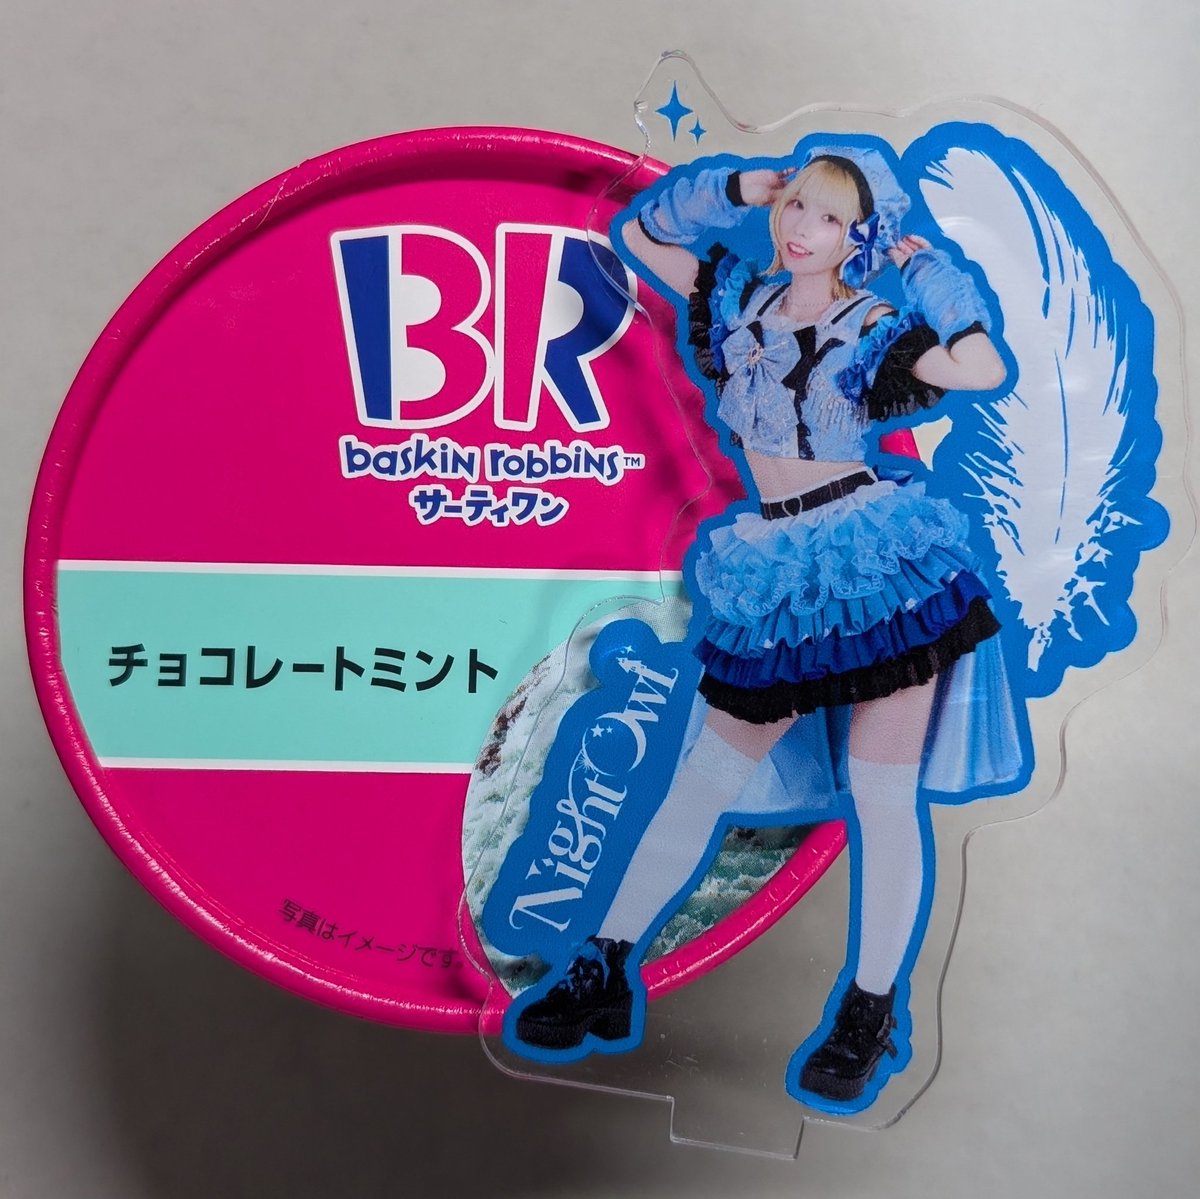 BR
baskin robbins™
サーティワン
チョコレートミント
写真はイメージです。
Night Owl